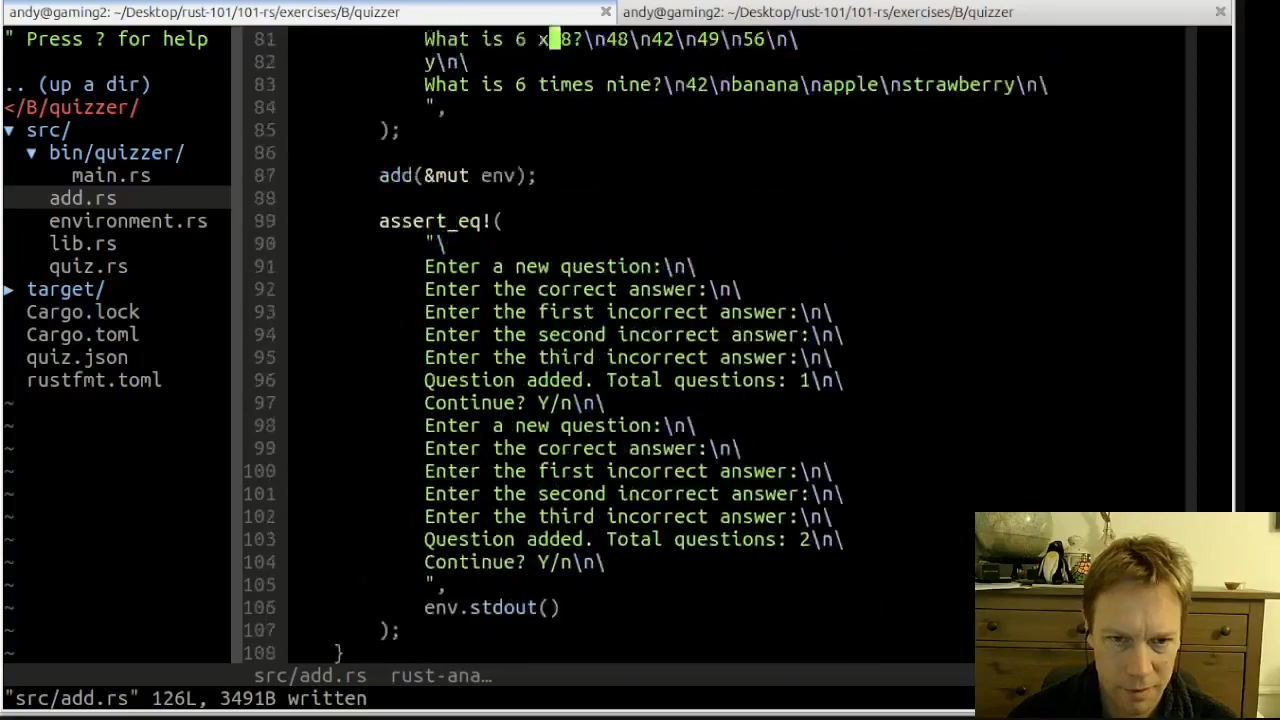 andy@gaming2: ~/Desktop/rust-101/101-rs/exercises/B/quizzer × andy@gaming2: ~/Desktop/rust-101/101-rs/exercises/B/quizzer ×
" Press ? for help
.. (up a dir)
</B/quizzer/
▼ src/
▼ bin/quizzer/
main.rs
add.rs
environment.rs
lib.rs
quiz.rs
▶ target/
Cargo.lock
Cargo.toml
quiz.json
rustfmt.toml
~
~
~
~
~
~
~
~
~
~
~
~
81 What is 6 x 8?\n48\n42\n49\n56\n\
82 y\n\
83 What is 6 times nine?\n42\nbanana\napple\nstrawberry\n\
84 ",
85 );
86
87 add(&mut env);
88
89 assert_eq!(
90 "\
91 Enter a new question:\n\
92 Enter the correct answer:\n\
93 Enter the first incorrect answer:\n\
94 Enter the second incorrect answer:\n\
95 Enter the third incorrect answer:\n\
96 Question added. Total questions: 1\n\
97 Continue? Y/n\n\
98 Enter a new question:\n\
99 Enter the correct answer:\n\
100 Enter the first incorrect answer:\n\
101 Enter the second incorrect answer:\n\
102 Enter the third incorrect answer:\n\
103 Question added. Total questions: 2\n\
104 Continue? Y/n\n\
105 ",
106 env.stdout()
107 );
108 }
src/add.rs rust-ana…
"src/add.rs" 126L, 3491B written